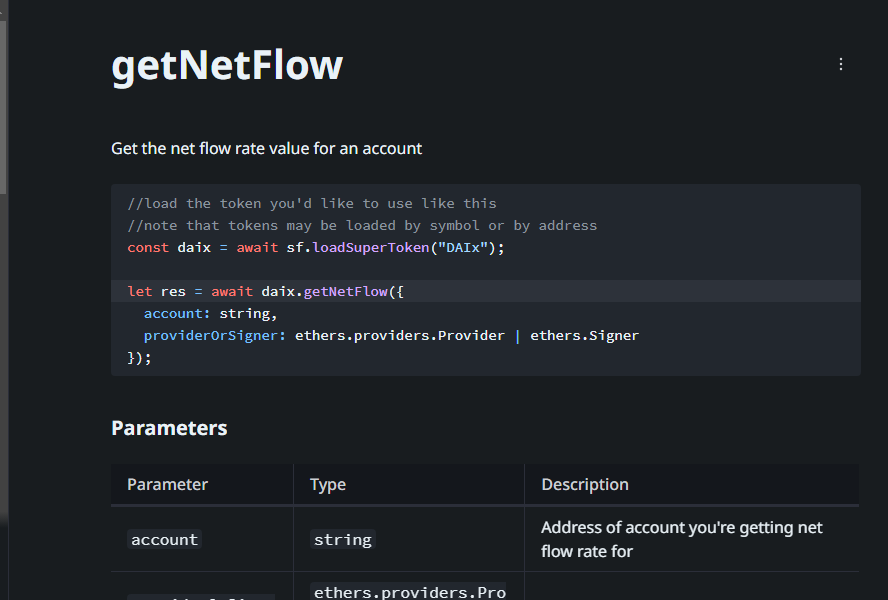 getNetFlow
Get the net flow rate value for an account
//load the token you'd like to use like this
//note that tokens may be loaded by symbol or by address
const daix = await sf.loadSuperToken("DAIx");
let res = await daix.getNetFlow({
  account: string,
  providerOrSigner: ethers.providers.Provider | ethers.Signer
});
Parameters
Parameter Type Description
account string Address of account you're getting net
flow rate for
ethers.providers.Pro